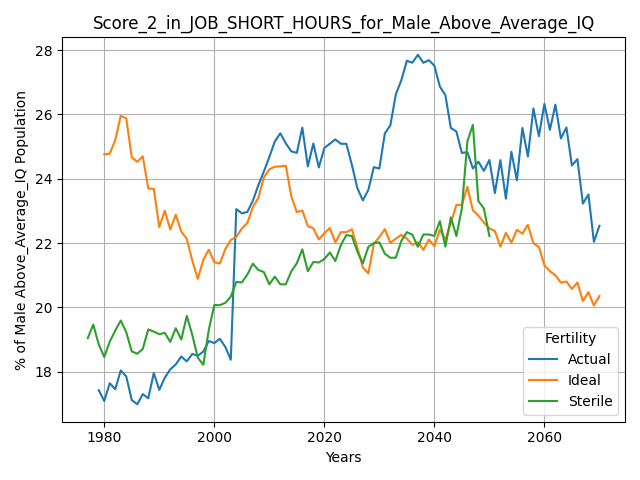 Score_2_in_JOB_SHORT_HOURS_for_Male_Above_Average_IQ
% of Male Above_Average_IQ Population
28
26
24
22
20
18
1980
2000
2020
2040
2060
Years
Fertility
Actual
Ideal
Sterile